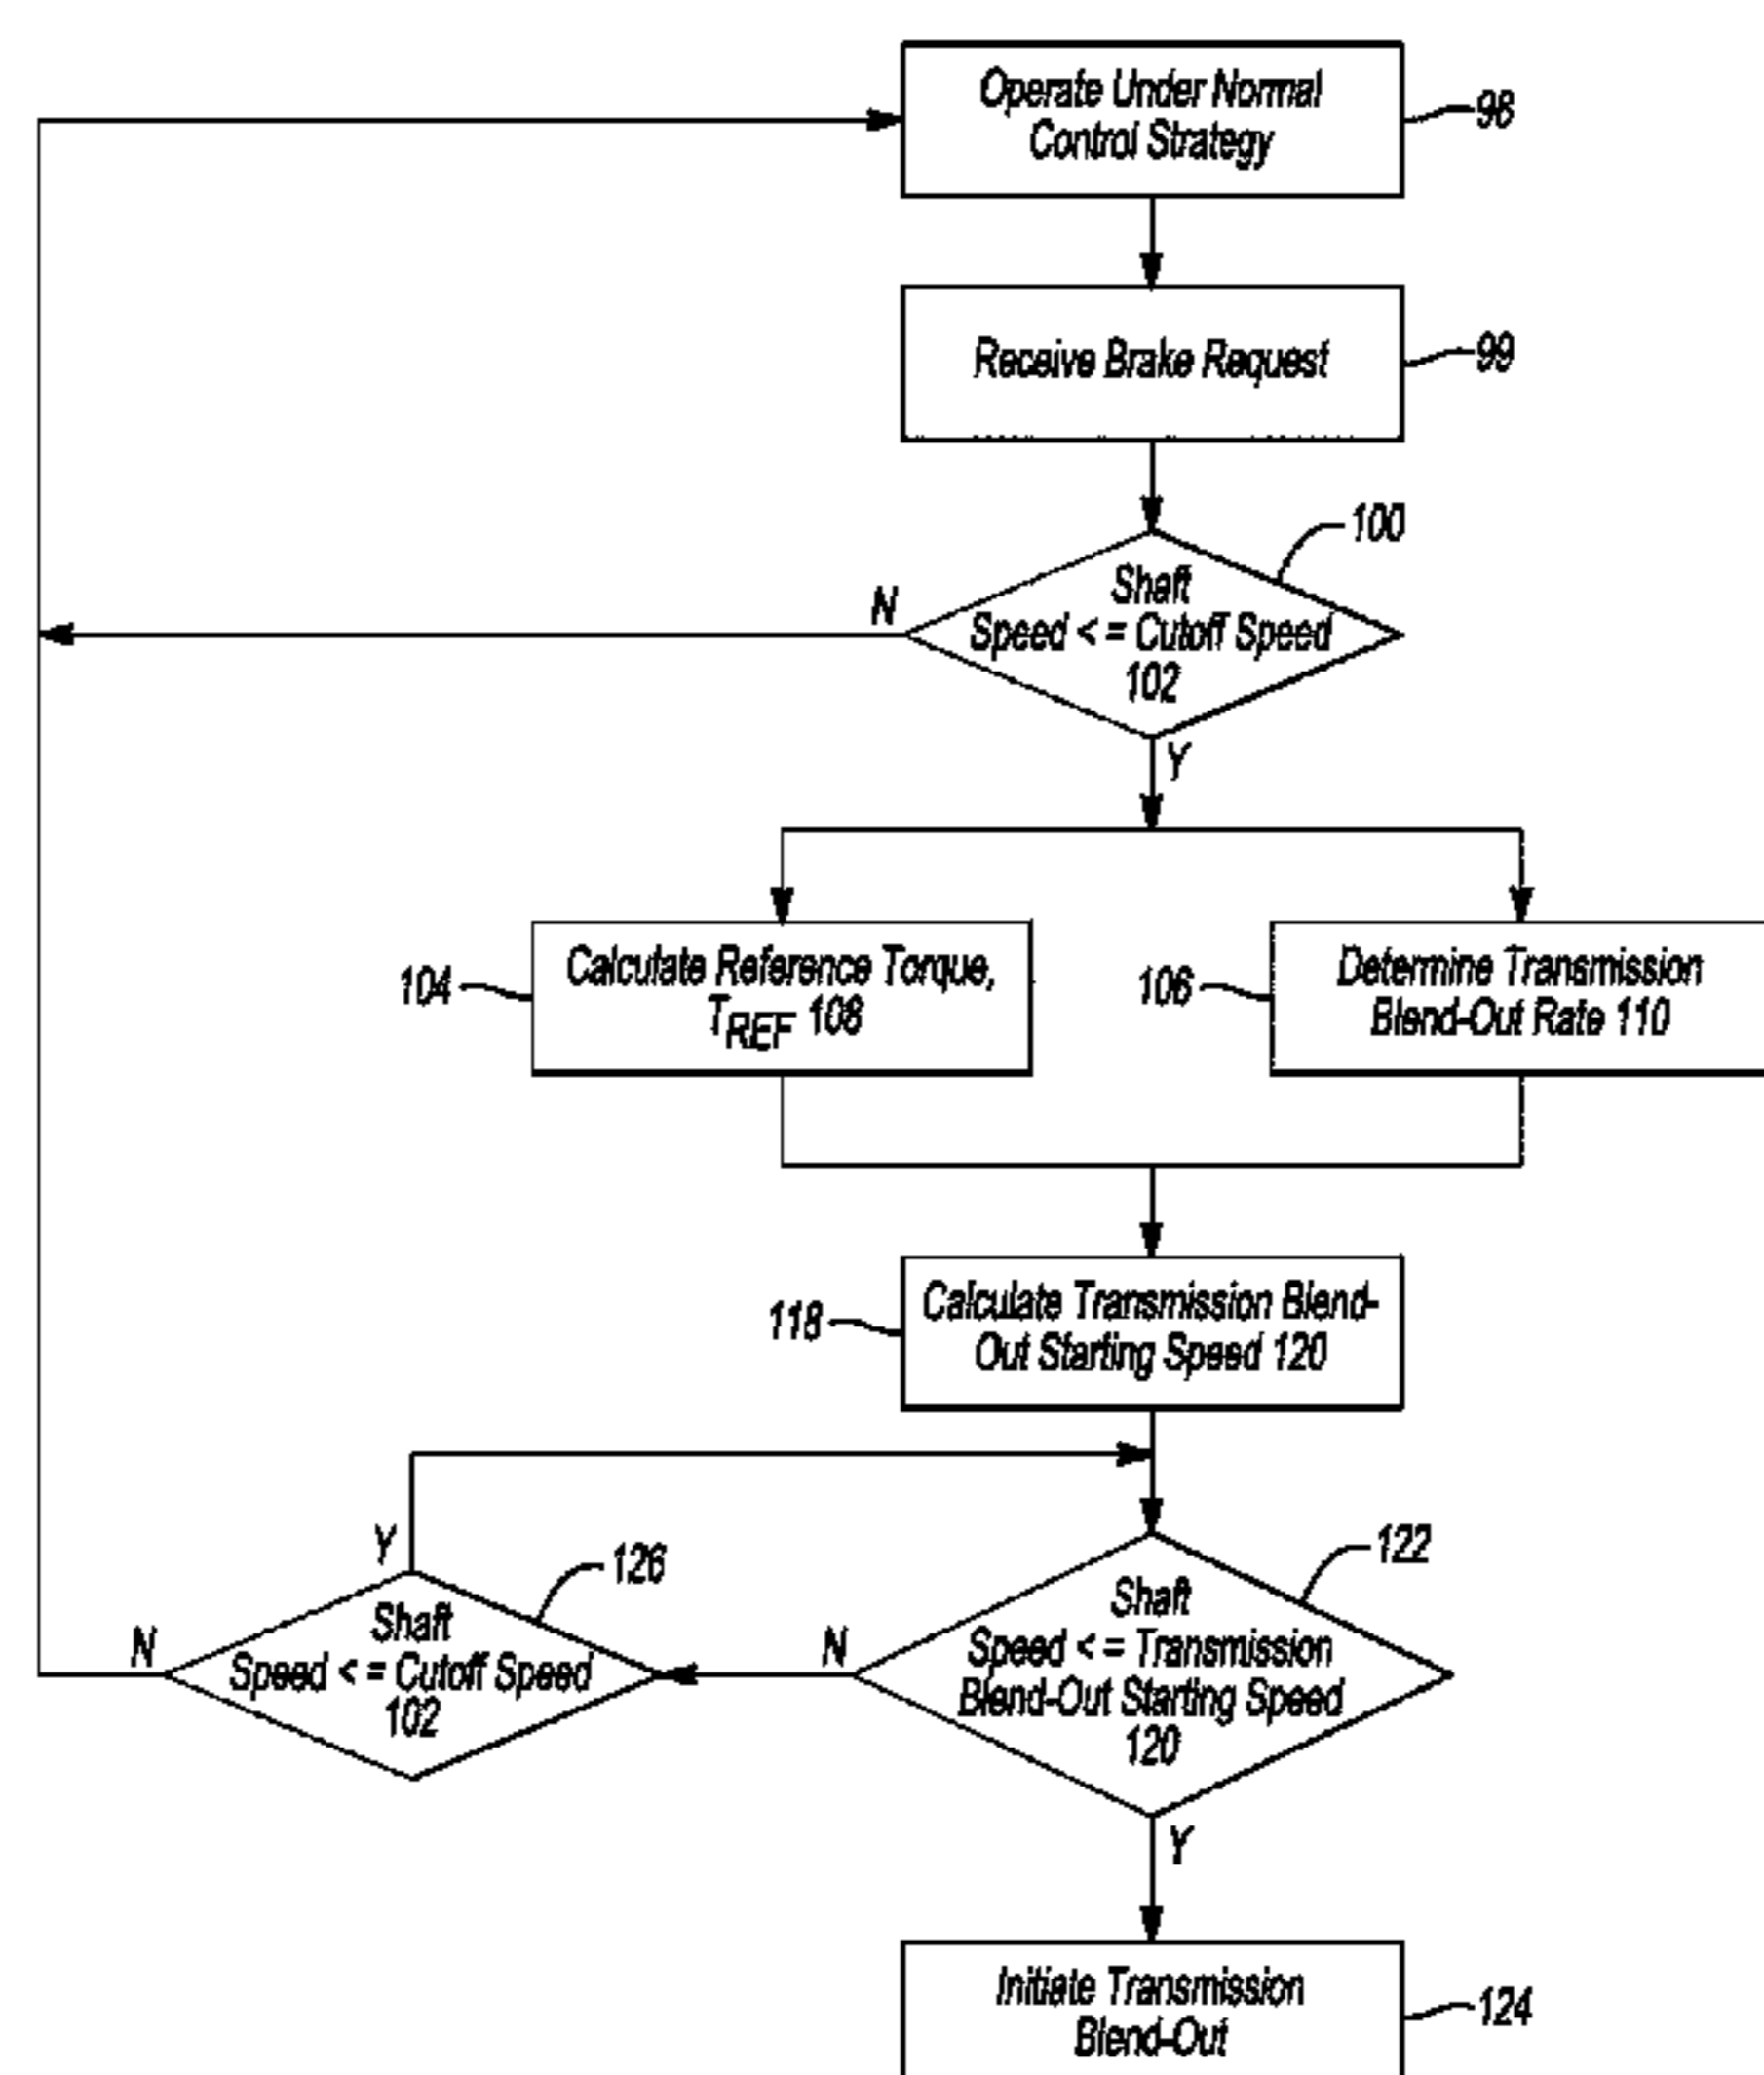 Operate Under Normal
Control Strategy
98
Receive Brake Request
99
100
Shaft
Speed < = Cutoff Speed
102
N
Y
104
Calculate Reference Torque,
TREF 108
106
Determine Transmission
Blend-Out Rate 110
118
Calculate Transmission Blend-
Out Starting Speed 120
122
Shaft
Speed < = Transmission
Blend-Out Starting Speed
120
N
Y
126
Shaft
Speed < = Cutoff Speed
102
Y
N
Initiate Transmission
Blend-Out
124